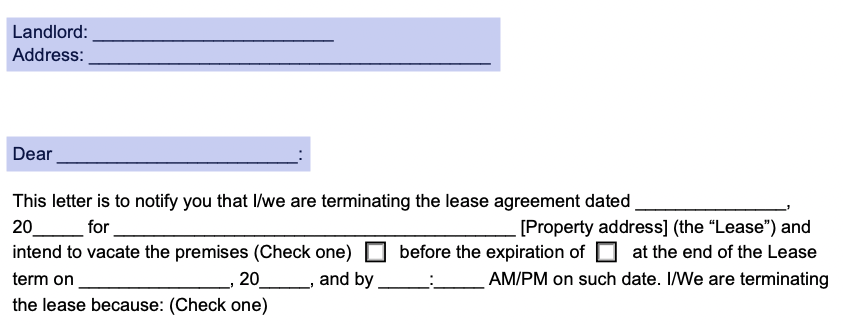 Landlord: ________________________
Address: ________________________________________
Dear ________________________:
This letter is to notify you that I/we are terminating the lease agreement dated _______________,
20_____ for ________________________________________ [Property address] (the “Lease”) and
intend to vacate the premises (Check one) ☐ before the expiration of ☐ at the end of the Lease
term on _______________, 20_____, and by _____:_____ AM/PM on such date. I/We are terminating
the lease because: (Check one)